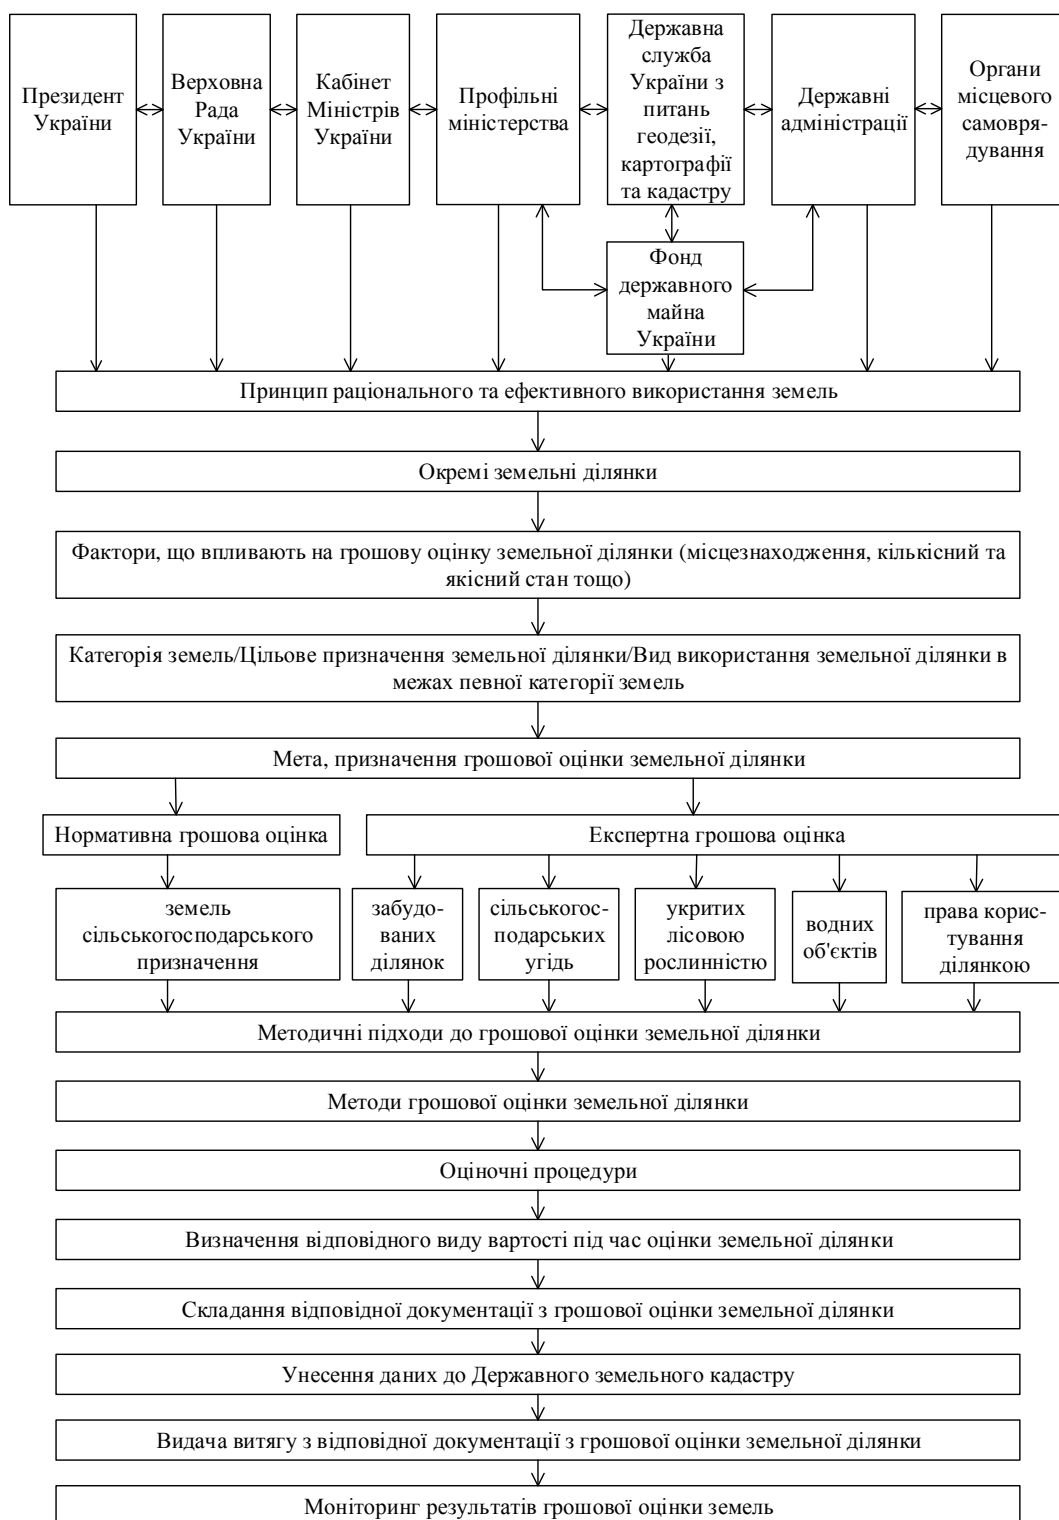 Президент
України
Верховна
Рада
України
Кабінет
Міністрів
України
Профільні
міністерства
Державна
служба
України з
питань
геодезії,
картографії
та кадастру
Державні
адміністрації
Органи
місцевого
самовря-
дування
Фонд
державного
майна
України
Принцип раціонального та ефективного використання земель
Окремі земельні ділянки
Фактори, що впливають на грошову оцінку земельної ділянки (місцезнаходження, кількісний та
якісний стан тощо)
Категорія земель/Цільове призначення земельної ділянки/Вид використання земельної ділянки в
межах певної категорії земель
Мета, призначення грошової оцінки земельної ділянки
Нормативна грошова оцінка
Експертна грошова оцінка
земель
сільськогосподарського
призначення
забудо-
ваних
ділянок
сільськогос-
подарських
угідь
укритих
лісовою
рослинністю
водних
об'єктів
права корис-
тування
ділянкою
Методичні підходи до грошової оцінки земельної ділянки
Методи грошової оцінки земельної ділянки
Оціночні процедури
Визначення відповідного виду вартості під час оцінки земельної ділянки
Складання відповідної документації з грошової оцінки земельної ділянки
Унесення даних до Державного земельного кадастру
Видача витягу з відповідної документації з грошової оцінки земельної ділянки
Моніторинг результатів грошової оцінки земель